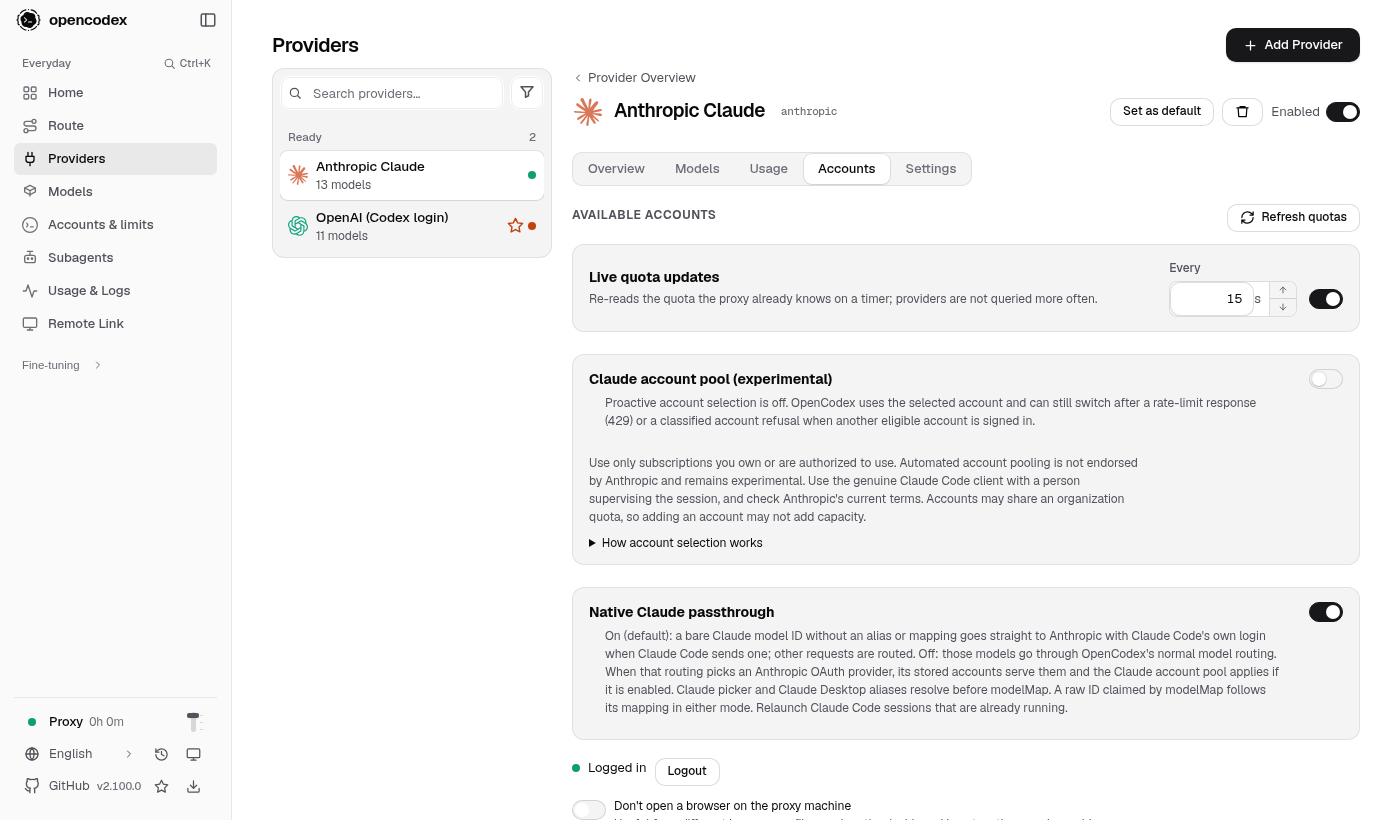 opencodex
Everyday
Ctrl+K
Home
Route
Providers
Models
Accounts & limits
Subagents
Usage & Logs
Remote Link
Fine-tuning
Proxy 0h 0m
English
GitHub v2.100.0
Providers
Add Provider
Search providers…
Ready 2
Anthropic Claude
13 models
OpenAI (Codex login)
11 models
Provider Overview
Anthropic Claude anthropic
Set as default
Enabled
Overview Models Usage Accounts Settings
AVAILABLE ACCOUNTS
Refresh quotas
Live quota updates
Re-reads the quota the proxy already knows on a timer; providers are not queried more often.
Every
15 s
Claude account pool (experimental)
Proactive account selection is off. OpenCodex uses the selected account and can still switch after a rate-limit response
(429) or a classified account refusal when another eligible account is signed in.
Use only subscriptions you own or are authorized to use. Automated account pooling is not endorsed
by Anthropic and remains experimental. Use the genuine Claude Code client with a person
supervising the session, and check Anthropic's current terms. Accounts may share an organization
quota, so adding an account may not add capacity.
How account selection works
Native Claude passthrough
On (default): a bare Claude model ID without an alias or mapping goes straight to Anthropic with Claude Code's own login
when Claude Code sends one; other requests are routed. Off: those models go through OpenCodex's normal model routing.
When that routing picks an Anthropic OAuth provider, its stored accounts serve them and the Claude account pool applies if
it is enabled. Claude picker and Claude Desktop aliases resolve before modelMap. A raw ID claimed by modelMap follows
its mapping in either mode. Relaunch Claude Code sessions that are already running.
Logged in
Logout
Don't open a browser on the proxy machine